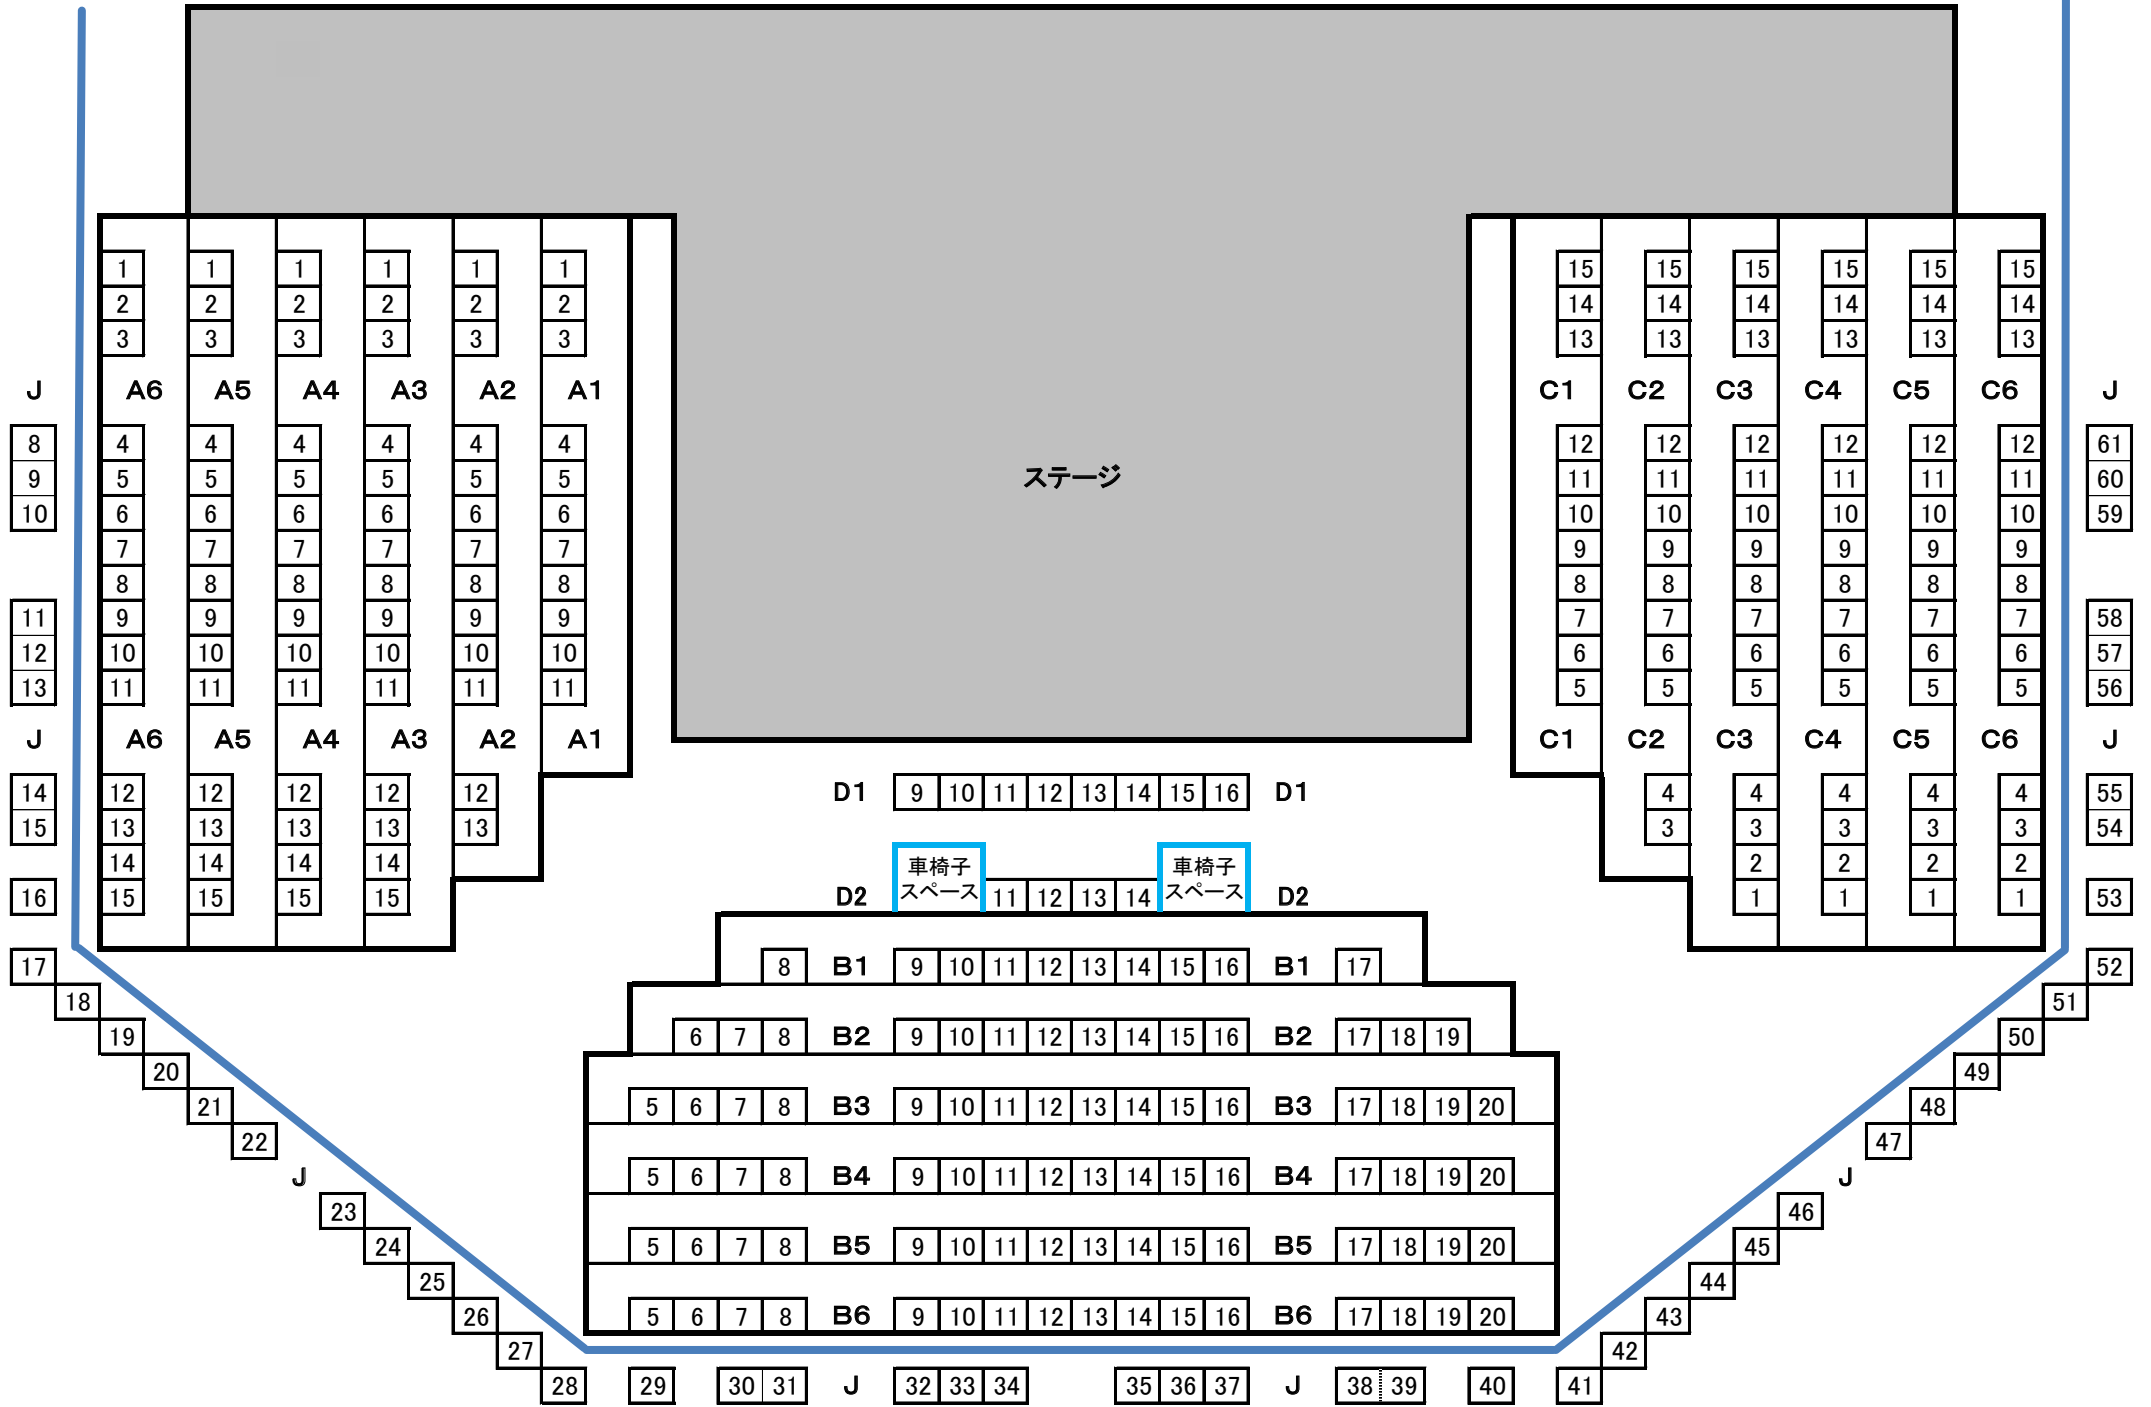 1 1 1 1 1 1 15 15 15 15 15 15
2 2 2 2 2 2 14 14 14 14 14 14
3 3 3 3 3 3 13 13 13 13 13 13
J A6 A5 A4 A3 A2 A1 C1 C2 C3 C4 C5 C6 J
8 4 4 4 4 4 4 12 12 12 12 12 12 61
9 5 5 5 5 5 5 ステージ 11 11 11 11 11 11 60
10 6 6 6 6 6 6 10 10 10 10 10 10 59
7 7 7 7 7 7 9 9 9 9 9 9
8 8 8 8 8 8 8 8 8 8 8 8
11 9 9 9 9 9 9 7 7 7 7 7 7 58
12 10 10 10 10 10 10 6 6 6 6 6 6 57
13 11 11 11 11 11 11 5 5 5 5 5 5 56
J A6 A5 A4 A3 A2 A1 C1 C2 C3 C4 C5 C6 J
14 12 12 12 12 12 D1 9 10 11 12 13 14 15 16 D1 4 4 4 4 4 55
15 13 13 13 13 13 3 3 3 3 3 54
14 14 14 14 車椅子 車椅子 2 2 2 2
16 15 15 15 15 D2 スペース 11 12 13 14 スペース D2 1 1 1 1 53
17 8 B1 9 10 11 12 13 14 15 16 B1 17 52
18 51
19 6 7 8 B2 9 10 11 12 13 14 15 16 B2 17 18 19 50
20 49
21 5 6 7 8 B3 9 10 11 12 13 14 15 16 B3 17 18 19 20 48
22 47
J 5 6 7 8 B4 9 10 11 12 13 14 15 16 B4 17 18 19 20 J
23 46
24 5 6 7 8 B5 9 10 11 12 13 14 15 16 B5 17 18 19 20 45
25 44
26 5 6 7 8 B6 9 10 11 12 13 14 15 16 B6 17 18 19 20 43
27 42
28 29 30 31 J 32 33 34 35 36 37 J 38 39 40 41